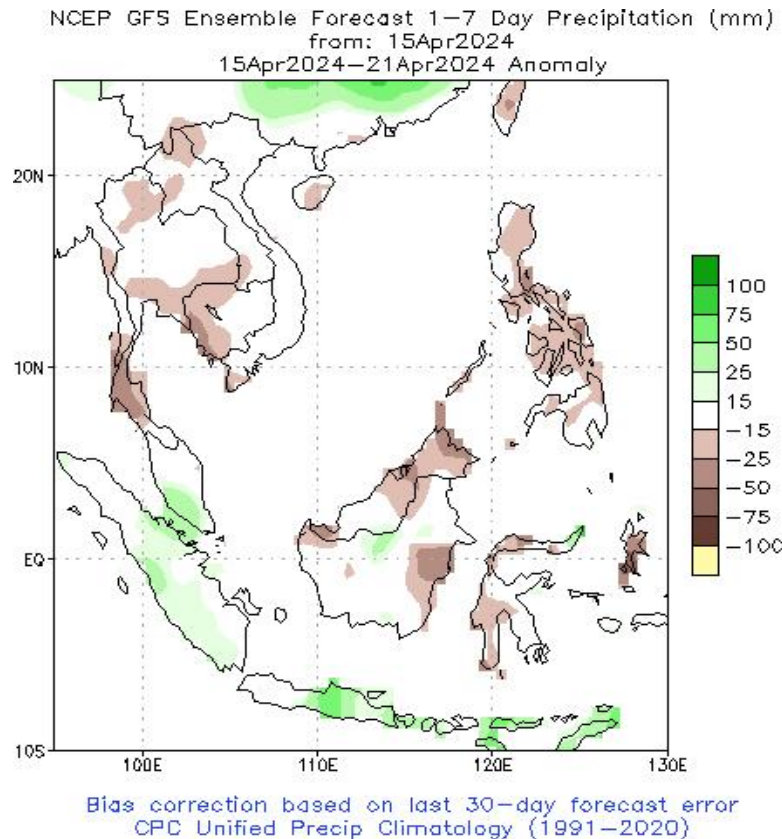 NCEP GFS Ensemble Forecast 1–7 Day Precipitation (mm)
from: 15Apr2024
15Apr2024–21Apr2024 Anomaly
20N
10N
EQ
10S
100E
110E
120E
130E
100
75
50
25
15
−15
−25
−50
−75
−100
Bias correction based on last 30–day forecast error
CPC Unified Precip Climatology (1991–2020)